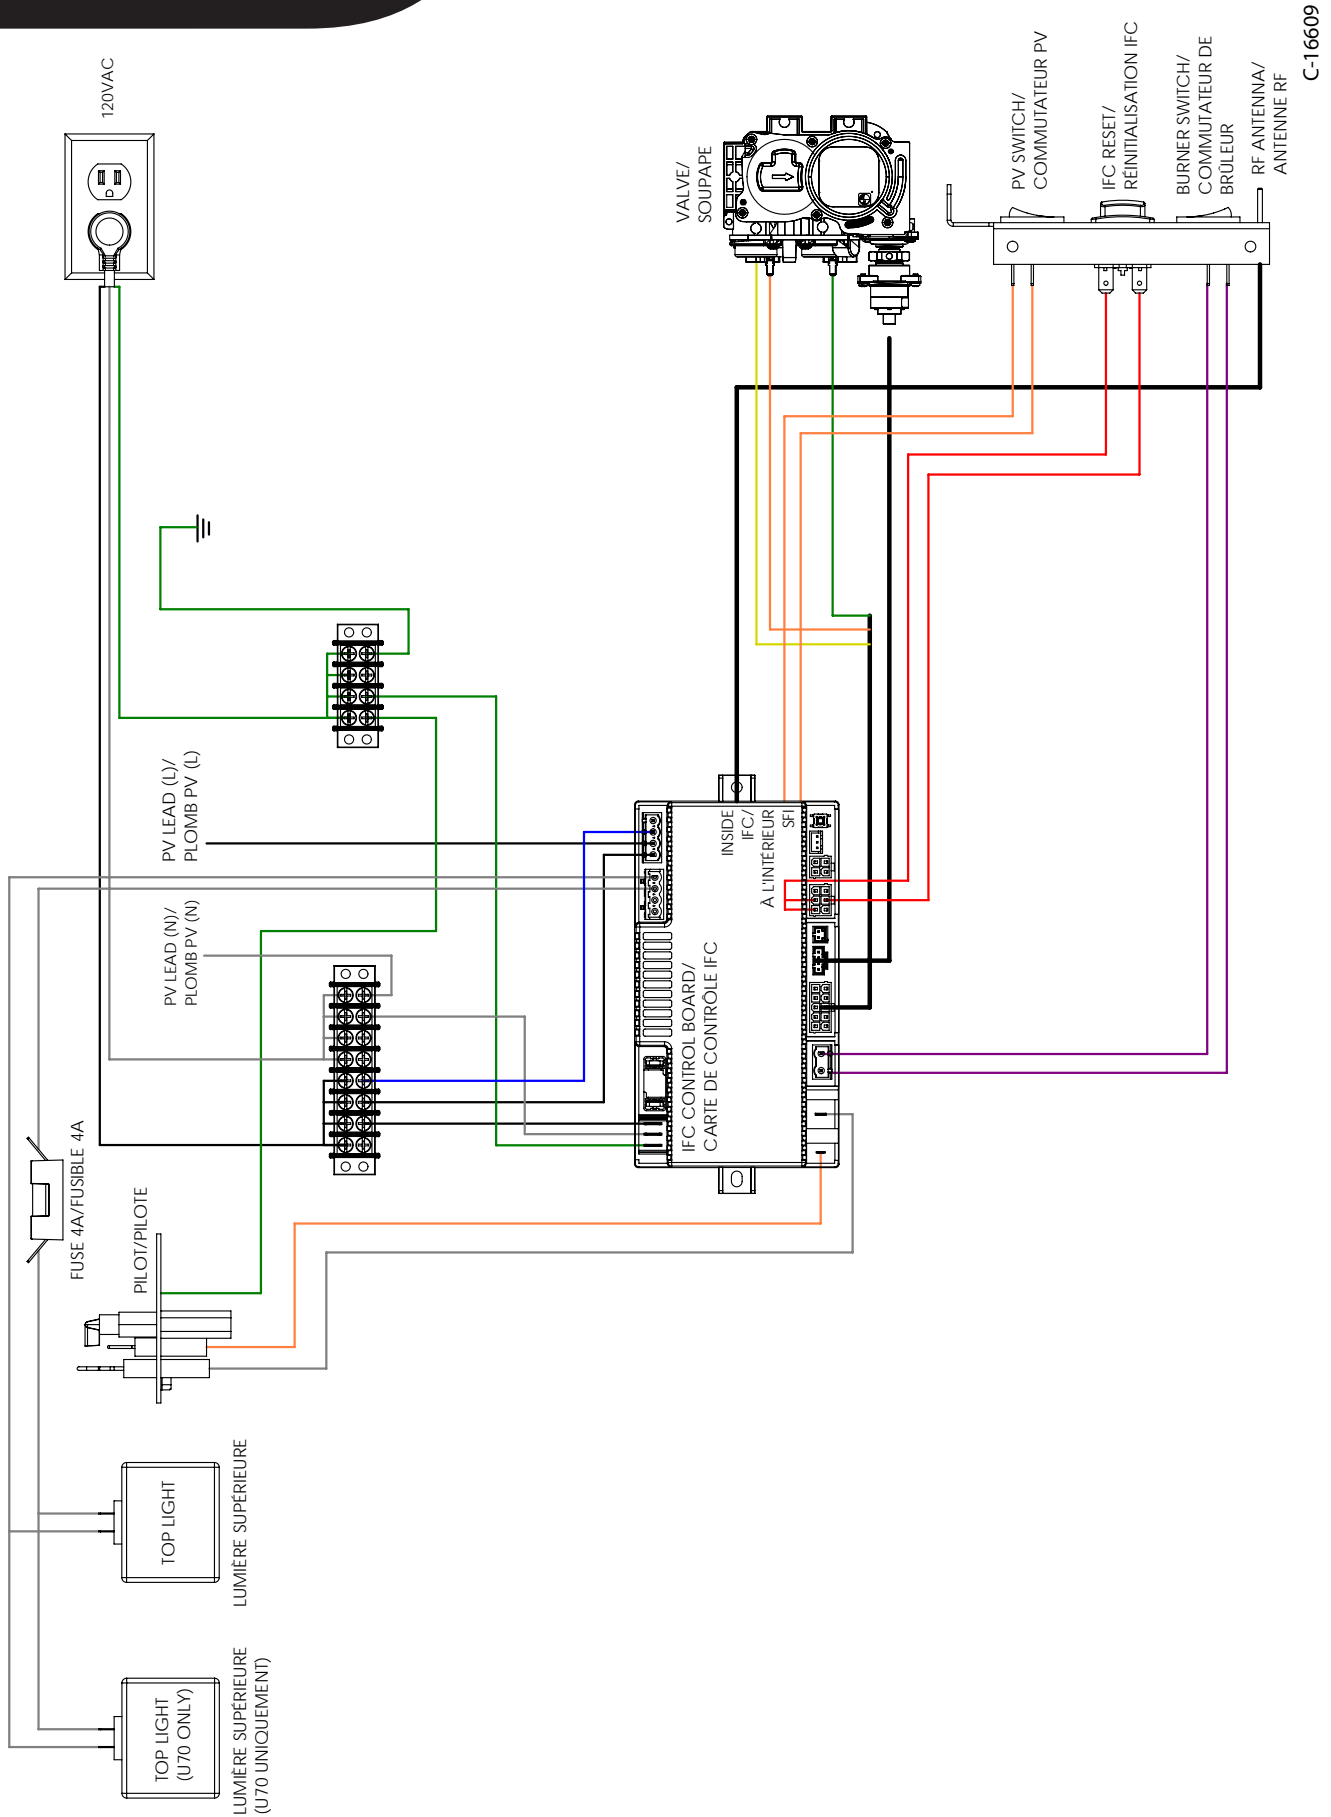 120VAC
VALVE/
SOUPAPE
PV SWITCH/
COMMUTATEUR PV
IFC RESET/
RÉINITIALISATION IFC
BURNER SWITCH/
COMMUTATEUR DE
BRÛLEUR
RF ANTENNA/
ANTENNE RF
C-16609
PV LEAD (L)/
PLOMB PV (L)
PV LEAD (N)/
PLOMB PV (N)
INSIDE
IFC/
À L'INTÉRIEUR
SFI
IFC CONTROL BOARD/
CARTE DE CONTRÔLE IFC
FUSE 4A/FUSIBLE 4A
PILOT/PILOTE
TOP LIGHT
LUMIÈRE SUPÉRIEURE
TOP LIGHT
(U70 ONLY)
LUMIÈRE SUPÉRIEURE
(U70 UNIQUEMENT)